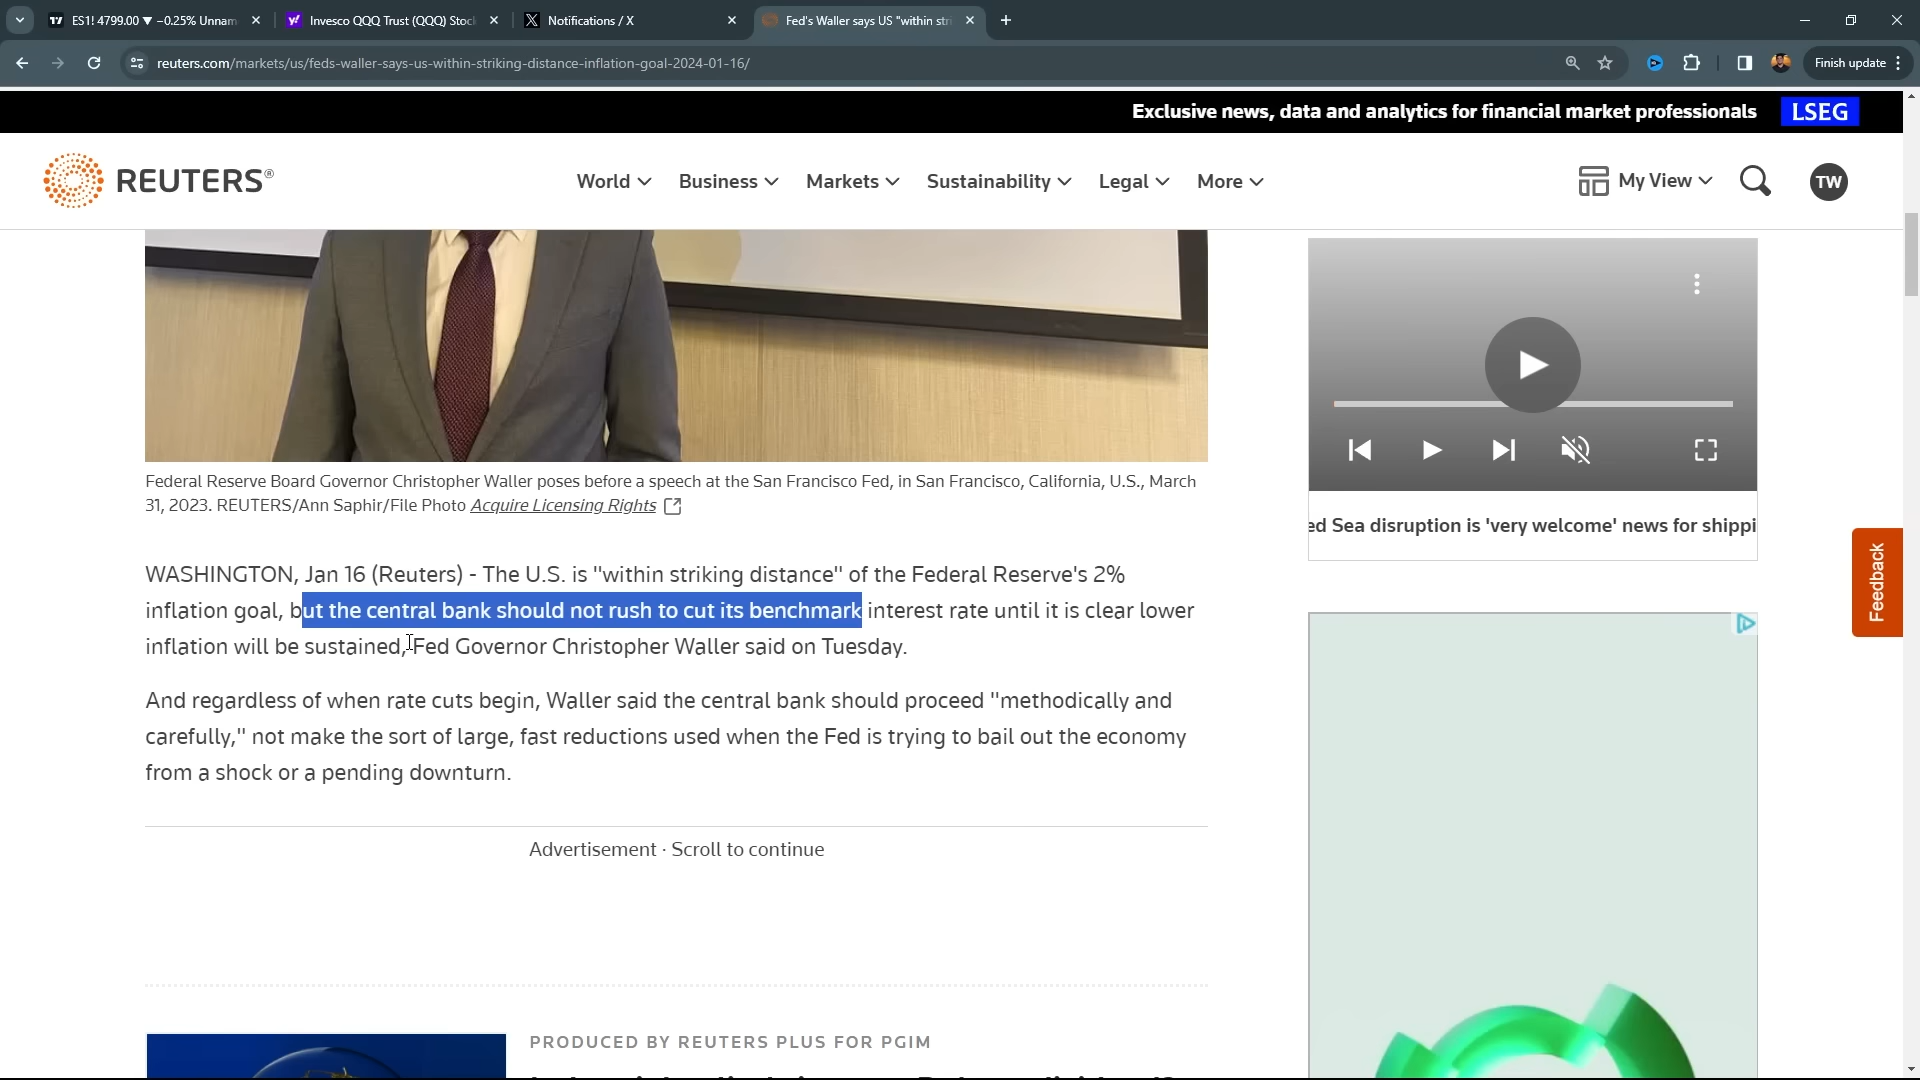 ES1! 4799.00 ▼ −0.25% Unnam
Invesco QQQ Trust (QQQ) Stoc
Notifications / X
Fed's Waller says US "within str
reuters.com/markets/us/feds-waller-says-us-within-striking-distance-inflation-goal-2024-01-16/
Finish update
Exclusive news, data and analytics for financial market professionals
LSEG
REUTERS®
World
Business
Markets
Sustainability
Legal
More
My View
TW
Federal Reserve Board Governor Christopher Waller poses before a speech at the San Francisco Fed, in San Francisco, California, U.S., March
31, 2023. REUTERS/Ann Saphir/File Photo Acquire Licensing Rights
ed Sea disruption is 'very welcome' news for shippi
Feedback
WASHINGTON, Jan 16 (Reuters) - The U.S. is "within striking distance" of the Federal Reserve's 2%
inflation goal, but the central bank should not rush to cut its benchmark interest rate until it is clear lower
inflation will be sustained, Fed Governor Christopher Waller said on Tuesday.
And regardless of when rate cuts begin, Waller said the central bank should proceed "methodically and
carefully," not make the sort of large, fast reductions used when the Fed is trying to bail out the economy
from a shock or a pending downturn.
Advertisement · Scroll to continue
PRODUCED BY REUTERS PLUS FOR PGIM